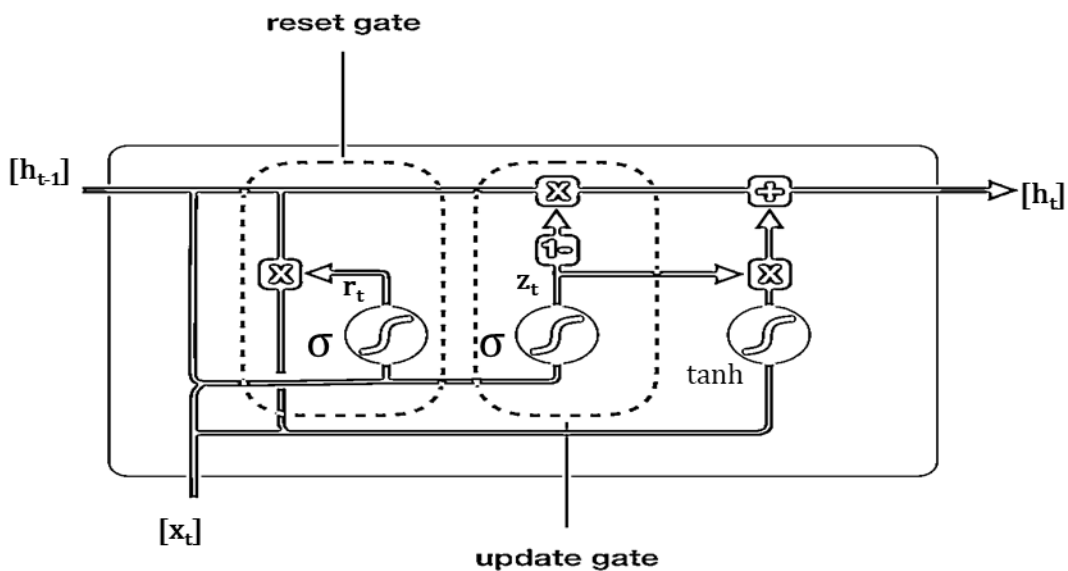 reset gate
[h_{t-1}]
x
+
[h_t]
1-
x
r_t
z_t
x
σ
σ
tanh
[x_t]
update gate